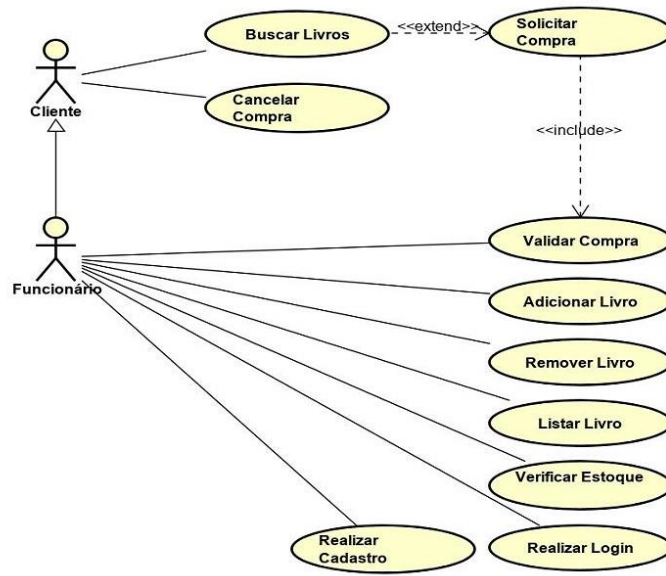 Buscar Livros
<<extend>>
Solicitar
Compra
Cliente
Cancelar
Compra
<<include>>
Funcionário
Validar Compra
Adicionar Livro
Remover Livro
Listar Livro
Verificar Estoque
Realizar
Cadastro
Realizar Login